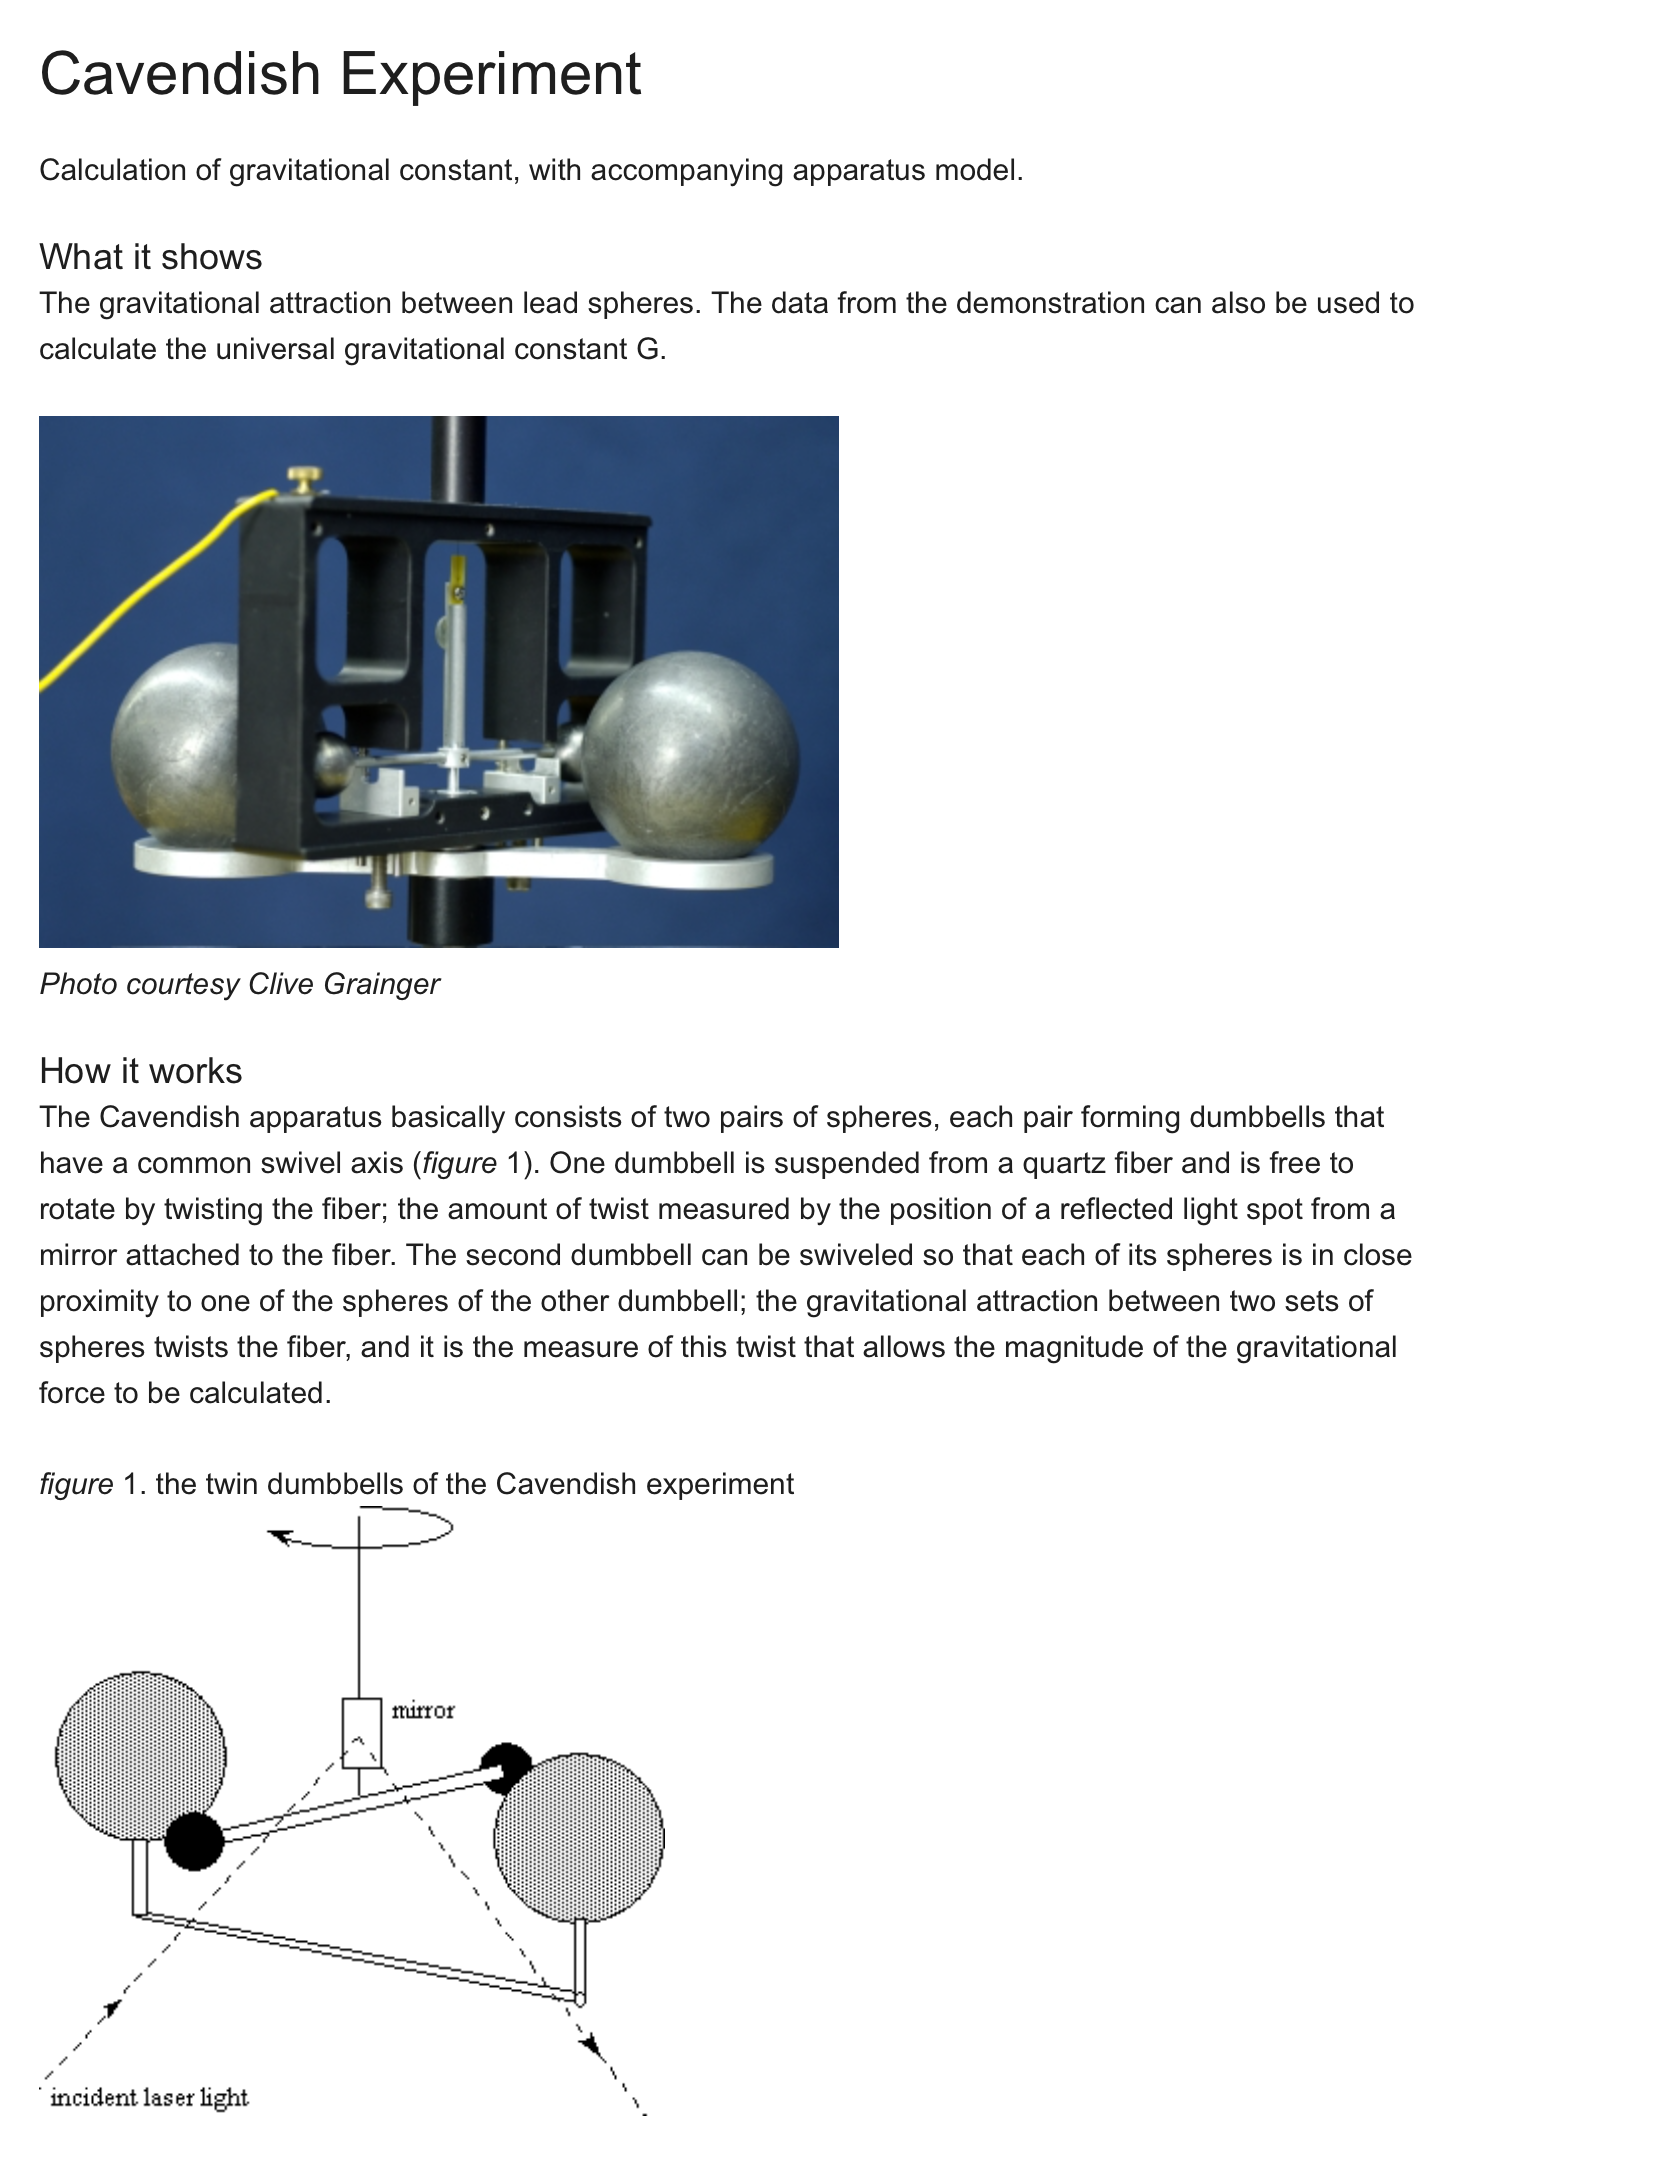 Cavendish Experiment
Calculation of gravitational constant, with accompanying apparatus model.
What it shows
The gravitational attraction between lead spheres. The data from the demonstration can also be used to
calculate the universal gravitational constant G.
Photo courtesy Clive Grainger
How it works
The Cavendish apparatus basically consists of two pairs of spheres, each pair forming dumbbells that
have a common swivel axis (figure 1). One dumbbell is suspended from a quartz fiber and is free to
rotate by twisting the fiber; the amount of twist measured by the position of a reflected light spot from a
mirror attached to the fiber. The second dumbbell can be swiveled so that each of its spheres is in close
proximity to one of the spheres of the other dumbbell; the gravitational attraction between two sets of
spheres twists the fiber, and it is the measure of this twist that allows the magnitude of the gravitational
force to be calculated.
figure 1. the twin dumbbells of the Cavendish experiment
mirror
incident laser light